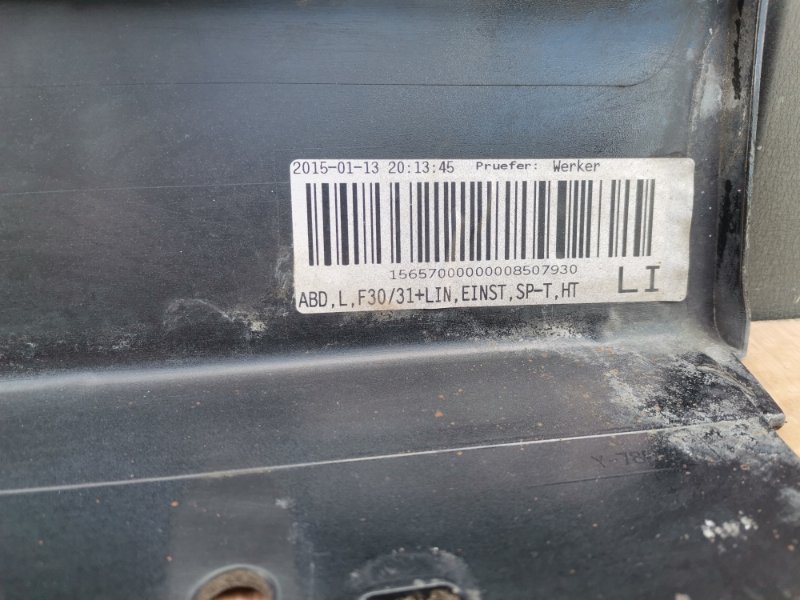 2015-01-13 20:13:45 Pruefer: Werker
15657000000008507930
ABD,L,F30/31+LIN,EINST,SP-T,HT LI